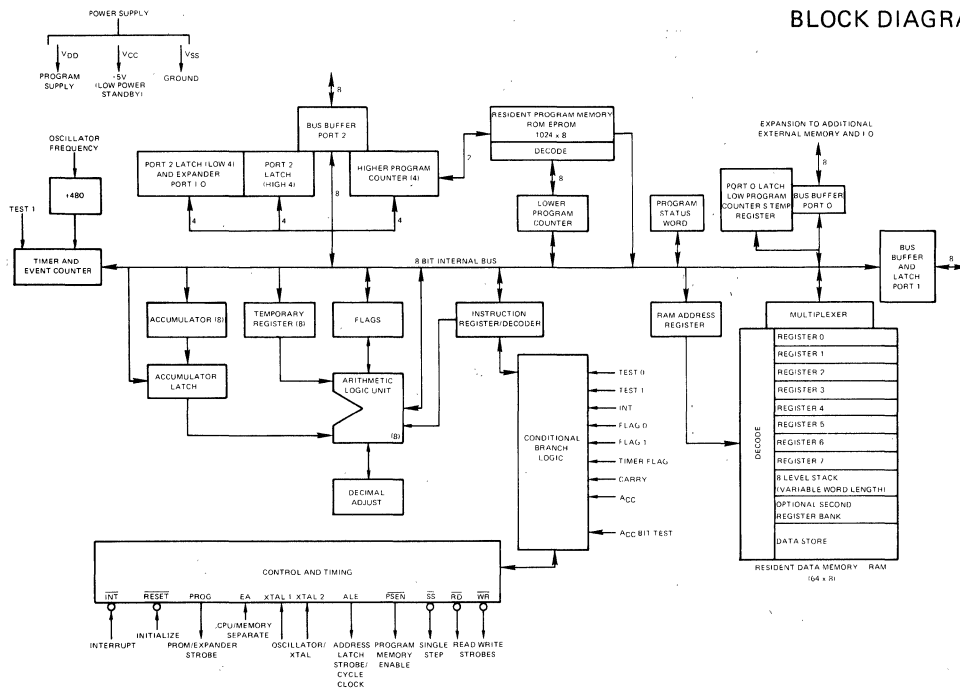 BLOCK DIAGRA
POWER SUPPLY
VDD
VCC
VSS
PROGRAM
SUPPLY
-5V
(LOW POWER
STANDBY)
GROUND
8
BUS BUFFER
PORT 2
PORT 2 LATCH (LOW 4)
AND EXPANDER
PORT I O
PORT 2
LATCH
(HIGH 4)
HIGHER PROGRAM
COUNTER (4)
4
4
4
8
2
RESIDENT PROGRAM MEMORY
ROM EPROM
1024 x 8
DECODE
8
LOWER
PROGRAM
COUNTER
PROGRAM
STATUS
WORD
EXPANSION TO ADDITIONAL
EXTERNAL MEMORY AND I O
8
PORT 0 LATCH
LOW PROGRAM
COUNTER S TEMP
REGISTER
BUS BUFFER
PORT 0
OSCILLATOR
FREQUENCY
+480
TEST 1
TIMER AND
EVENT COUNTER
8 BIT INTERNAL BUS
BUS
BUFFER
AND
LATCH
PORT 1
8
ACCUMULATOR (8)
TEMPORARY
REGISTER (8)
FLAGS
INSTRUCTION
REGISTER/DECODER
RAM ADDRESS
REGISTER
MULTIPLEXER
ACCUMULATOR
LATCH
ARITHMETIC
LOGIC UNIT
(8)
DECIMAL
ADJUST
CONDITIONAL
BRANCH
LOGIC
TEST 0
TEST 1
INT
FLAG 0
FLAG 1
TIMER FLAG
CARRY
ACC
ACC BIT TEST
DECODE
REGISTER 0
REGISTER 1
REGISTER 2
REGISTER 3
REGISTER 4
REGISTER 5
REGISTER 6
REGISTER 7
8 LEVEL STACK
(VARIABLE WORD LENGTH)
OPTIONAL SECOND
REGISTER BANK
DATA STORE
RESIDENT DATA MEMORY RAM
(64 x 8)
CONTROL AND TIMING
INT RESET PROG EA XTAL 1 XTAL 2 ALE PSEN SS RD WR
INTERRUPT
INITIALIZE
PROM/EXPANDER
STROBE
CPU/MEMORY
SEPARATE
OSCILLATOR/
XTAL
ADDRESS
LATCH
STROBE/
CYCLE
CLOCK
PROGRAM
MEMORY
ENABLE
SINGLE
STEP
READ WRITE
STROBES